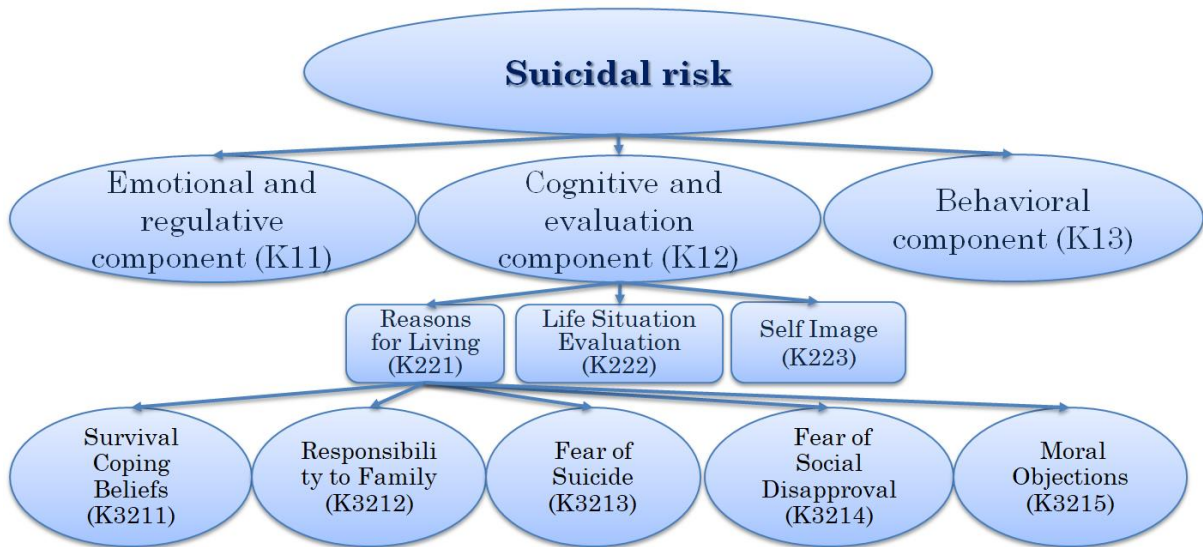 Suicidal risk
Emotional and
regulative
component (K11)
Cognitive and
evaluation
component (K12)
Behavioral
component (K13)
Reasons
for Living
(K221)
Life Situation
Evaluation
(K222)
Self Image
(K223)
Survival
Coping
Beliefs
(K3211)
Responsibili
ty to Family
(K3212)
Fear of
Suicide
(K3213)
Fear of
Social
Disapproval
(K3214)
Moral
Objections
(K3215)